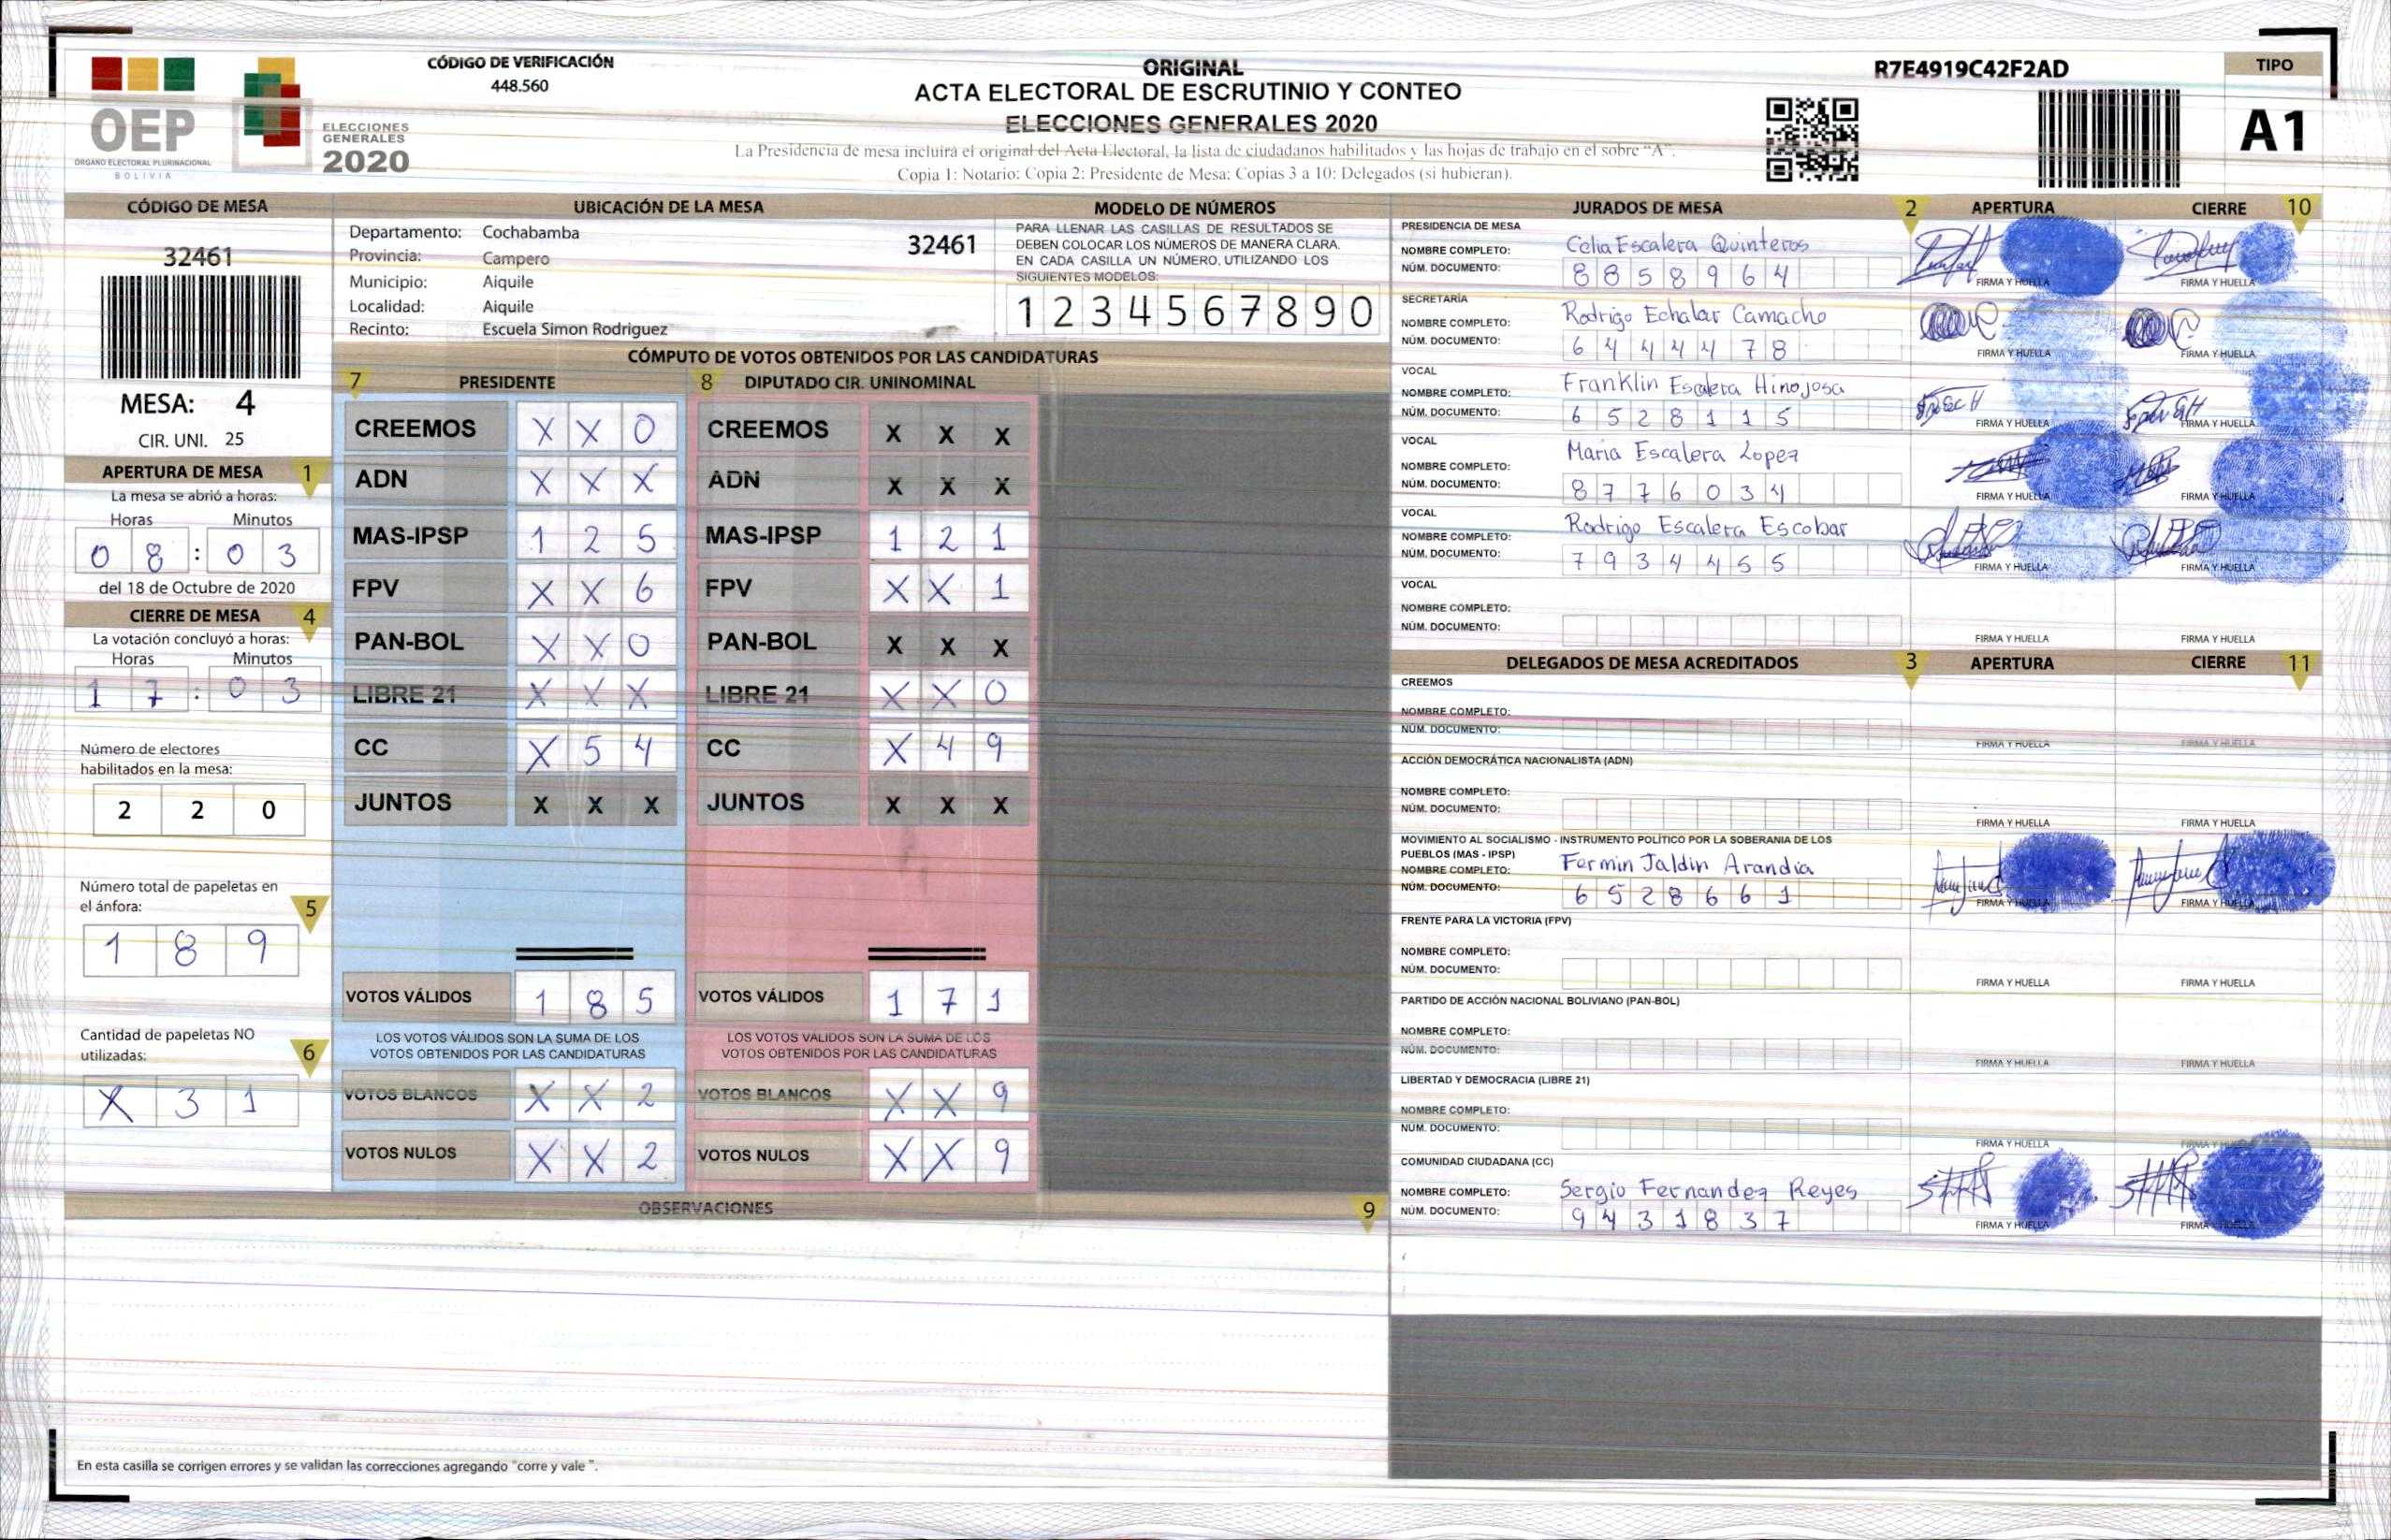 CÓDIGO DE VERIFICACIÓN
448.560
OEP
ÓRGANO ELECTORAL PLURINACIONAL
BOLIVIA
ELECCIONES
GENERALES
2020
ORIGINAL
ACTA ELECTORAL DE ESCRUTINIO Y CONTEO
ELECCIONES GENERALES 2020
La Presidencia de mesa incluirá el original del Acta Electoral, la lista de ciudadanos habilitados y las hojas de trabajo en el sobre "A".
Copia 1: Notario: Copia 2: Presidente de Mesa: Copias 3 a 10: Delegados (si hubieran).
R7E4919C42F2AD
TIPO
A1
CÓDIGO DE MESA
32461
MESA: 4
CIR. UNI. 25
APERTURA DE MESA 1
La mesa se abrió a horas:
Horas Minutos
0 8 : 0 3
del 18 de Octubre de 2020
CIERRE DE MESA 4
La votación concluyó a horas:
Horas Minutos
1 7 : 0 3
Número de electores
habilitados en la mesa:
2 2 0
Número total de papeletas en
el ánfora: 5
1 8 9
Cantidad de papeletas NO
utilizadas: 6
X 3 1
UBICACIÓN DE LA MESA
Departamento: Cochabamba
Provincia: Campero
Municipio: Aiquile
Localidad: Aiquile
Recinto: Escuela Simon Rodriguez
32461
MODELO DE NÚMEROS
PARA LLENAR LAS CASILLAS DE RESULTADOS SE
DEBEN COLOCAR LOS NÚMEROS DE MANERA CLARA.
EN CADA CASILLA UN NÚMERO, UTILIZANDO LOS
SIGUIENTES MODELOS:
1 2 3 4 5 6 7 8 9 0
CÓMPUTO DE VOTOS OBTENIDOS POR LAS CANDIDATURAS
7 PRESIDENTE
CREEMOS X X 0
ADN X X X
MAS-IPSP 1 2 5
FPV X X 6
PAN-BOL X X 0
LIBRE 21 X X X
CC X 5 4
JUNTOS X X X
VOTOS VÁLIDOS 1 8 5
LOS VOTOS VÁLIDOS SON LA SUMA DE LOS
VOTOS OBTENIDOS POR LAS CANDIDATURAS
VOTOS BLANCOS X X 2
VOTOS NULOS X X 2
8 DIPUTADO CIR. UNINOMINAL
CREEMOS X X X
ADN X X X
MAS-IPSP 1 2 1
FPV X X 1
PAN-BOL X X X
LIBRE 21 X X 0
CC X 4 9
JUNTOS X X X
VOTOS VÁLIDOS 1 7 1
LOS VOTOS VÁLIDOS SON LA SUMA DE LOS
VOTOS OBTENIDOS POR LAS CANDIDATURAS
VOTOS BLANCOS X X 9
VOTOS NULOS X X 9
OBSERVACIONES 9
En esta casilla se corrigen errores y se validan las correcciones agregando "corre y vale ".
JURADOS DE MESA 2 APERTURA CIERRE 10
PRESIDENCIA DE MESA
NOMBRE COMPLETO: Celia Escalera Quinteros
NÚM. DOCUMENTO: 8 8 5 8 9 6 4
FIRMA Y HUELLA
SECRETARÍA
NOMBRE COMPLETO: Rodrigo Echalar Camacho
NÚM. DOCUMENTO: 6 4 4 4 4 7 8
FIRMA Y HUELLA FIRMA Y HUELLA
VOCAL
NOMBRE COMPLETO: Franklin Escalera Hinojosa
NÚM. DOCUMENTO: 6 5 2 8 1 1 5
FIRMA Y HUELLA FIRMA Y HUELLA
VOCAL
NOMBRE COMPLETO: Maria Escalera Lopez
NÚM. DOCUMENTO: 8 7 7 6 0 3 4
FIRMA Y HUELLA FIRMA Y HUELLA
VOCAL
NOMBRE COMPLETO: Rodrigo Escalera Escobar
NÚM. DOCUMENTO: 7 9 3 4 4 5 5
FIRMA Y HUELLA FIRMA Y HUELLA
VOCAL
NOMBRE COMPLETO:
NÚM. DOCUMENTO:
FIRMA Y HUELLA FIRMA Y HUELLA
DELEGADOS DE MESA ACREDITADOS 3 APERTURA CIERRE 11
CREEMOS
NOMBRE COMPLETO:
NÚM. DOCUMENTO:
FIRMA Y HUELLA FIRMA Y HUELLA
ACCIÓN DEMOCRÁTICA NACIONALISTA (ADN)
NOMBRE COMPLETO:
NÚM. DOCUMENTO:
FIRMA Y HUELLA FIRMA Y HUELLA
MOVIMIENTO AL SOCIALISMO - INSTRUMENTO POLÍTICO POR LA SOBERANIA DE LOS
PUEBLOS (MAS - IPSP)
NOMBRE COMPLETO: Fermin Jaldin Arandia
NÚM. DOCUMENTO: 6 5 2 8 6 6 1
FIRMA Y HUELLA FIRMA Y HUELLA
FRENTE PARA LA VICTORIA (FPV)
NOMBRE COMPLETO:
NÚM. DOCUMENTO:
FIRMA Y HUELLA FIRMA Y HUELLA
PARTIDO DE ACCIÓN NACIONAL BOLIVIANO (PAN-BOL)
NOMBRE COMPLETO:
NÚM. DOCUMENTO:
FIRMA Y HUELLA FIRMA Y HUELLA
LIBERTAD Y DEMOCRACIA (LIBRE 21)
NOMBRE COMPLETO:
NÚM. DOCUMENTO:
FIRMA Y HUELLA FIRMA Y HUELLA
COMUNIDAD CIUDADANA (CC)
NOMBRE COMPLETO: Sergio Fernandez Reyes
NÚM. DOCUMENTO: 9 4 3 1 8 3 7
FIRMA Y HUELLA FIRMA Y HUELLA